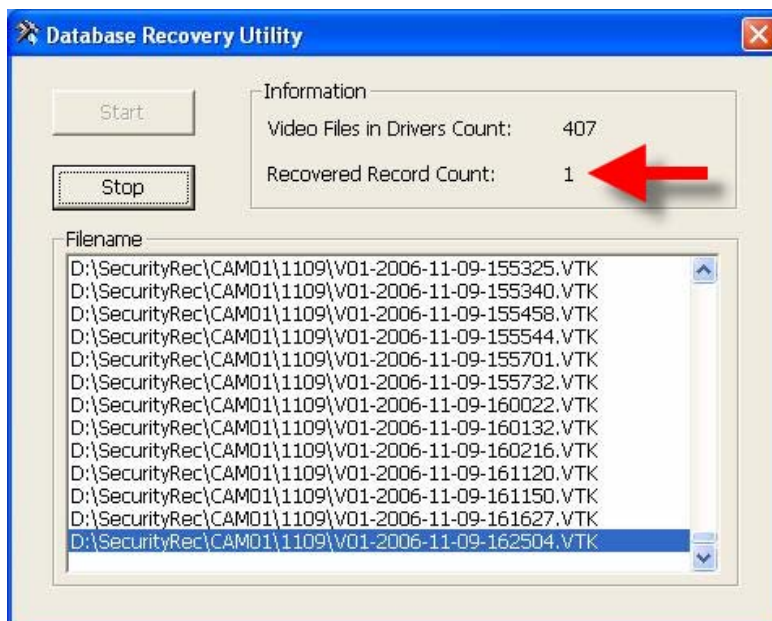 Database Recovery Utility
Start
Information
Video Files in Drivers Count: 407
Recovered Record Count: 1
Stop
Filename
D:\SecurityRec\CAM01\1109\V01-2006-11-09-155325.VTK
D:\SecurityRec\CAM01\1109\V01-2006-11-09-155340.VTK
D:\SecurityRec\CAM01\1109\V01-2006-11-09-155458.VTK
D:\SecurityRec\CAM01\1109\V01-2006-11-09-155544.VTK
D:\SecurityRec\CAM01\1109\V01-2006-11-09-155701.VTK
D:\SecurityRec\CAM01\1109\V01-2006-11-09-155732.VTK
D:\SecurityRec\CAM01\1109\V01-2006-11-09-160022.VTK
D:\SecurityRec\CAM01\1109\V01-2006-11-09-160132.VTK
D:\SecurityRec\CAM01\1109\V01-2006-11-09-160216.VTK
D:\SecurityRec\CAM01\1109\V01-2006-11-09-161120.VTK
D:\SecurityRec\CAM01\1109\V01-2006-11-09-161150.VTK
D:\SecurityRec\CAM01\1109\V01-2006-11-09-161627.VTK
D:\SecurityRec\CAM01\1109\V01-2006-11-09-162504.VTK